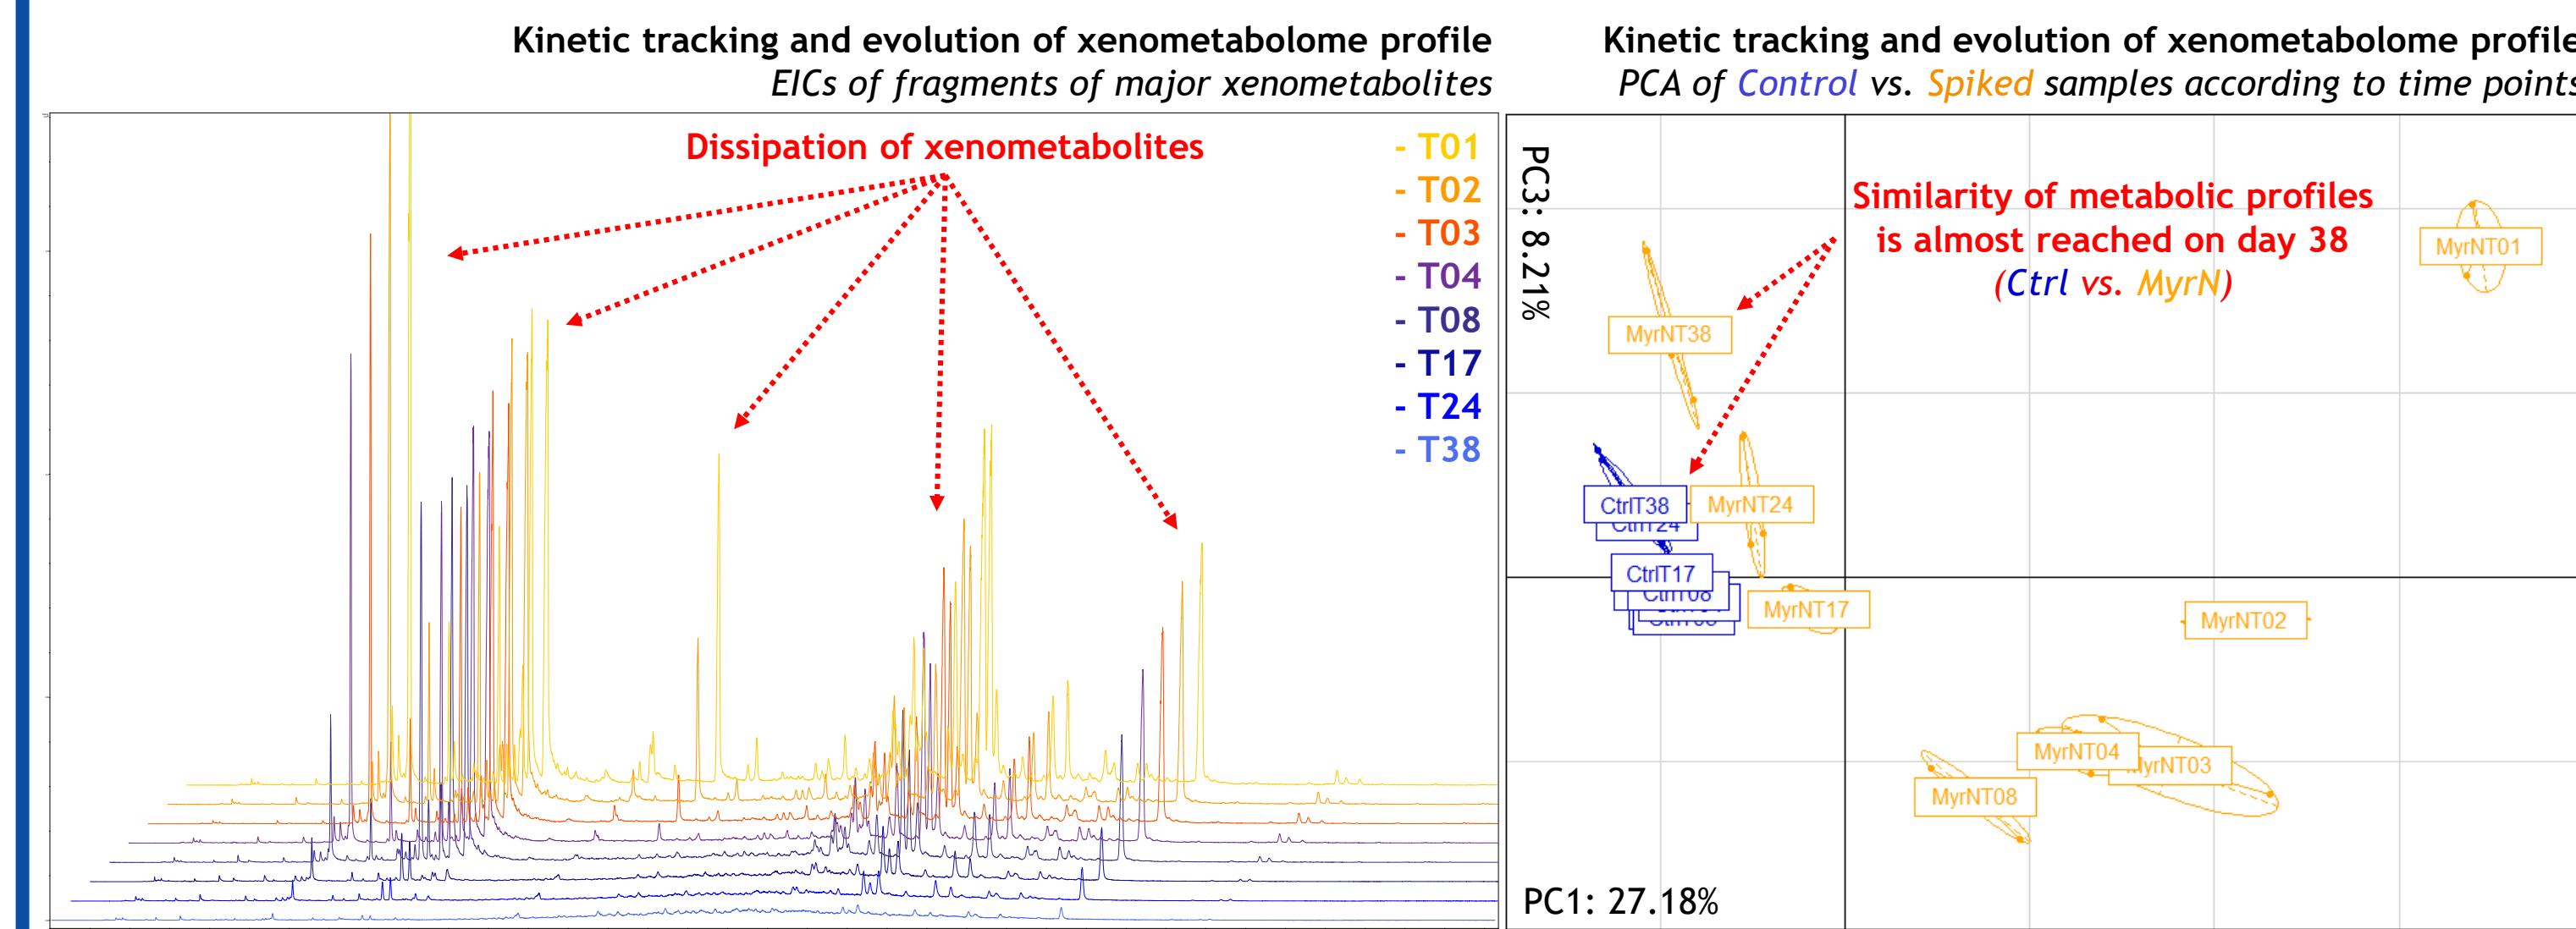 Kinetic tracking and evolution of xenometabolome profile
EICs of fragments of major xenometabolites
Dissipation of xenometabolites
- T01
- T02
- T03
- T04
- T08
- T17
- T24
- T38
Kinetic tracking and evolution of xenometabolome profile
PCA of Control vs. Spiked samples according to time points
PC3: 8.21%
Similarity of metabolic profiles
is almost reached on day 38
(Ctrl vs. MyrN)
MyrNT01
MyrNT38
CtrlT38
MyrNT24
CtrlT24
CtrlT17
CtrlT08
MyrNT17
MyrNT02
MyrNT04
MyrNT03
MyrNT08
PC1: 27.18%